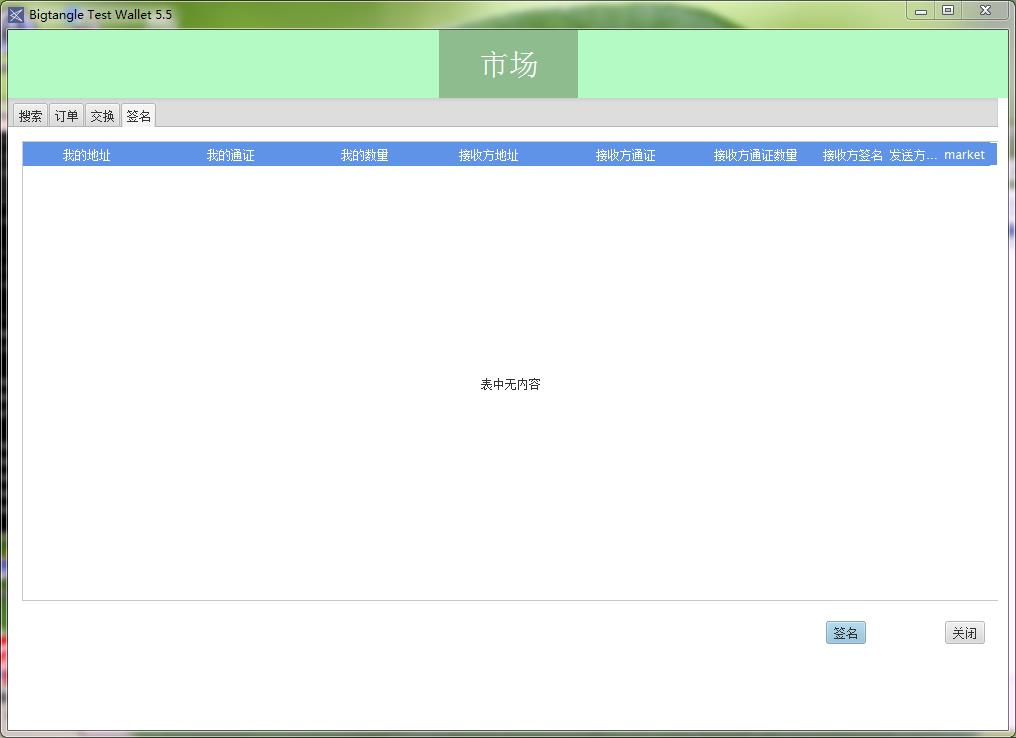 Bigtangle Test Wallet 5.5
市场
搜索 订单 交换 签名
我的地址 我的通证 我的数量 接收方地址 接收方通证 接收方通证数量 接收方签名 发送方... market
表中无内容
签名 关闭